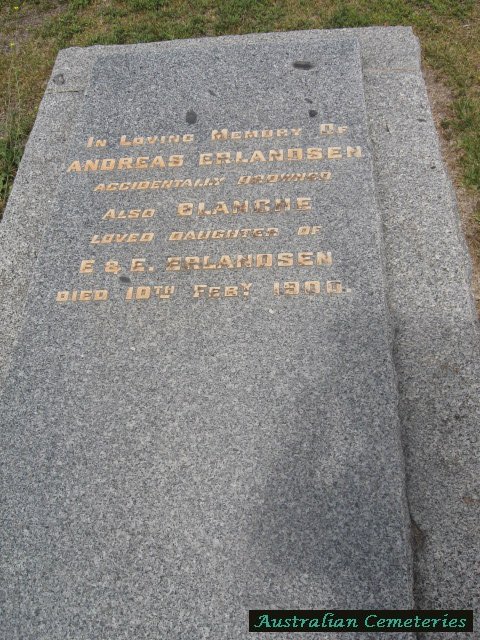 In Loving Memory Of
ANDREAS ERLANDSEN
ACCIDENTALLY DROWNED
ALSO BLANCHE
LOVED DAUGHTER OF
E & E. ERLANDSEN
DIED 10TH FEBY
Australian Cemeteries